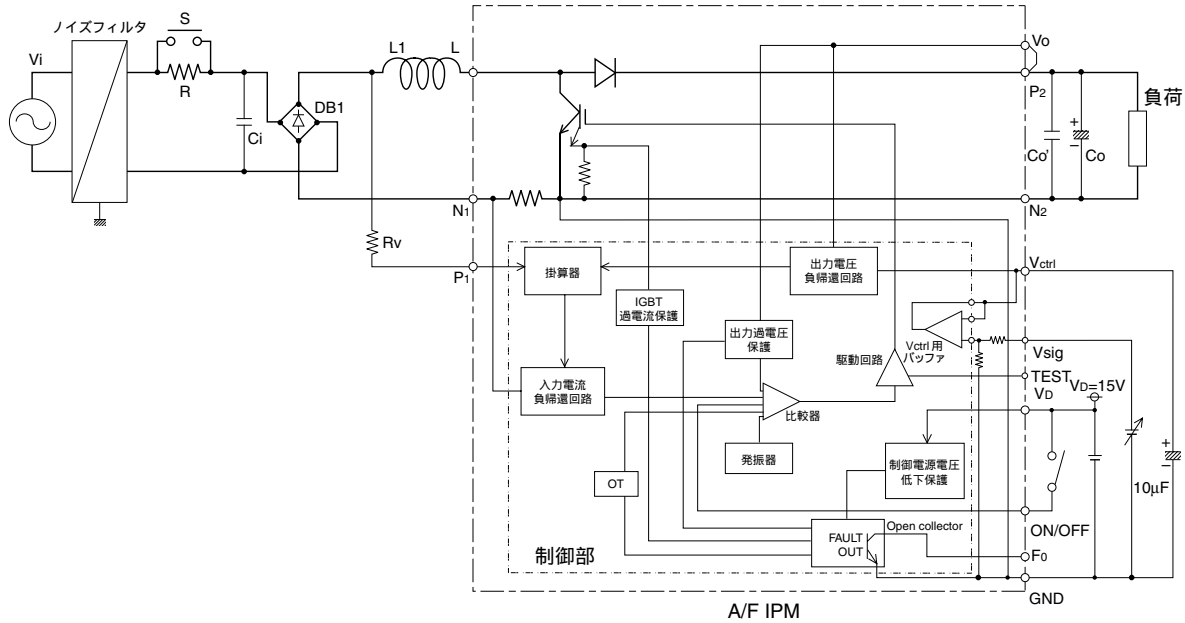 ノイズフィルタ
S
Vi
R
Ci
DB1
L1
L
Vo
P2
負荷
Co'
+
−
Co
N1
N2
Rv
P1
掛算器
出力電圧
負帰還回路
Vctrl
IGBT
過電流保護
出力過電圧
保護
駆動回路
Vctrl 用
バッファ
Vsig
TEST
VD
VD=15V
入力電流
負帰還回路
比較器
発振器
制御電源電圧
低下保護
OT
+
−
10μF
ON/OFF
Open collector
FAULT
OUT
F0
制御部
GND
A/F IPM